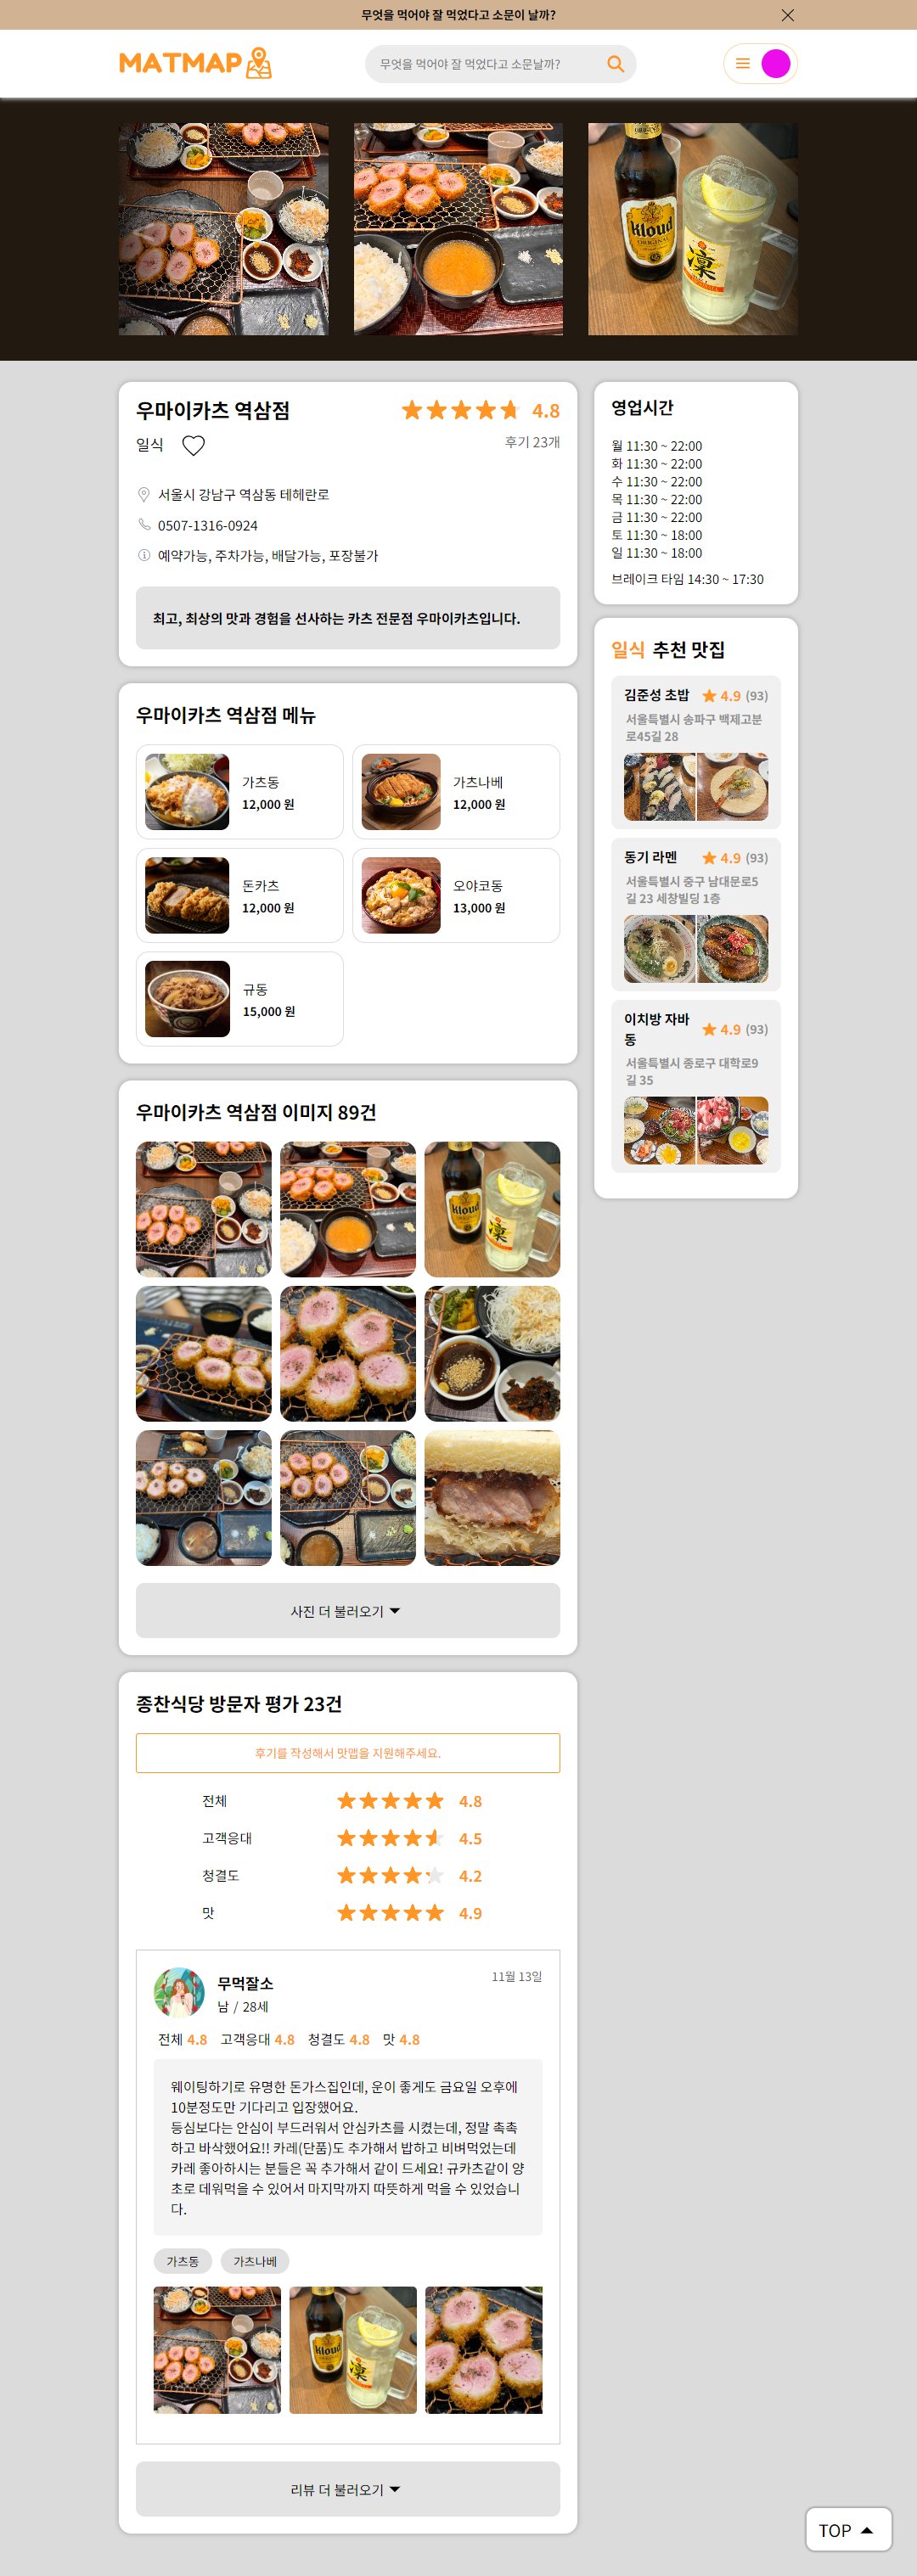 무엇을 먹어야 잘 먹었다고 소문이 날까?
MATMAP
무엇을 먹어야 잘 먹었다고 소문날까?
kloud
ORIGINAL
凜
우마이카츠 역삼점
4.8
일식
후기 23개
서울시 강남구 역삼동 테헤란로
0507-1316-0924
예약가능, 주차가능, 배달가능, 포장불가
최고, 최상의 맛과 경험을 선사하는 카츠 전문점 우마이카츠입니다.
영업시간
월 11:30 ~ 22:00
화 11:30 ~ 22:00
수 11:30 ~ 22:00
목 11:30 ~ 22:00
금 11:30 ~ 22:00
토 11:30 ~ 18:00
일 11:30 ~ 18:00
브레이크 타임 14:30 ~ 17:30
일식 추천 맛집
김준성 초밥 4.9 (93)
서울특별시 송파구 백제고분
로45길 28
동기 라멘 4.9 (93)
서울특별시 중구 남대문로5
길 23 세창빌딩 1층
이치방 자바
동
4.9 (93)
서울특별시 종로구 대학로9
길 35
우마이카츠 역삼점 메뉴
가츠동
12,000 원
가츠나베
12,000 원
돈카츠
12,000 원
오야코동
13,000 원
규동
15,000 원
우마이카츠 역삼점 이미지 89건
kloud
凜
사진 더 불러오기
종찬식당 방문자 평가 23건
후기를 작성해서 맛맵을 지원해주세요.
전체 4.8
고객응대 4.5
청결도 4.2
맛 4.9
무먹잘소
11월 13일
남 / 28세
전체 4.8 고객응대 4.8 청결도 4.8 맛 4.8
웨이팅하기로 유명한 돈가스집인데, 운이 좋게도 금요일 오후에
10분정도만 기다리고 입장했어요.
등심보다는 안심이 부드러워서 안심카츠를 시켰는데, 정말 촉촉
하고 바삭했어요!! 카레(단품)도 추가해서 밥하고 비벼먹었는데
카레 좋아하시는 분들은 꼭 추가해서 같이 드세요! 규카츠같이 양
초로 데워먹을 수 있어서 마지막까지 따뜻하게 먹을 수 있었습니
다.
가츠동 가츠나베
kloud
凜
리뷰 더 불러오기
TOP